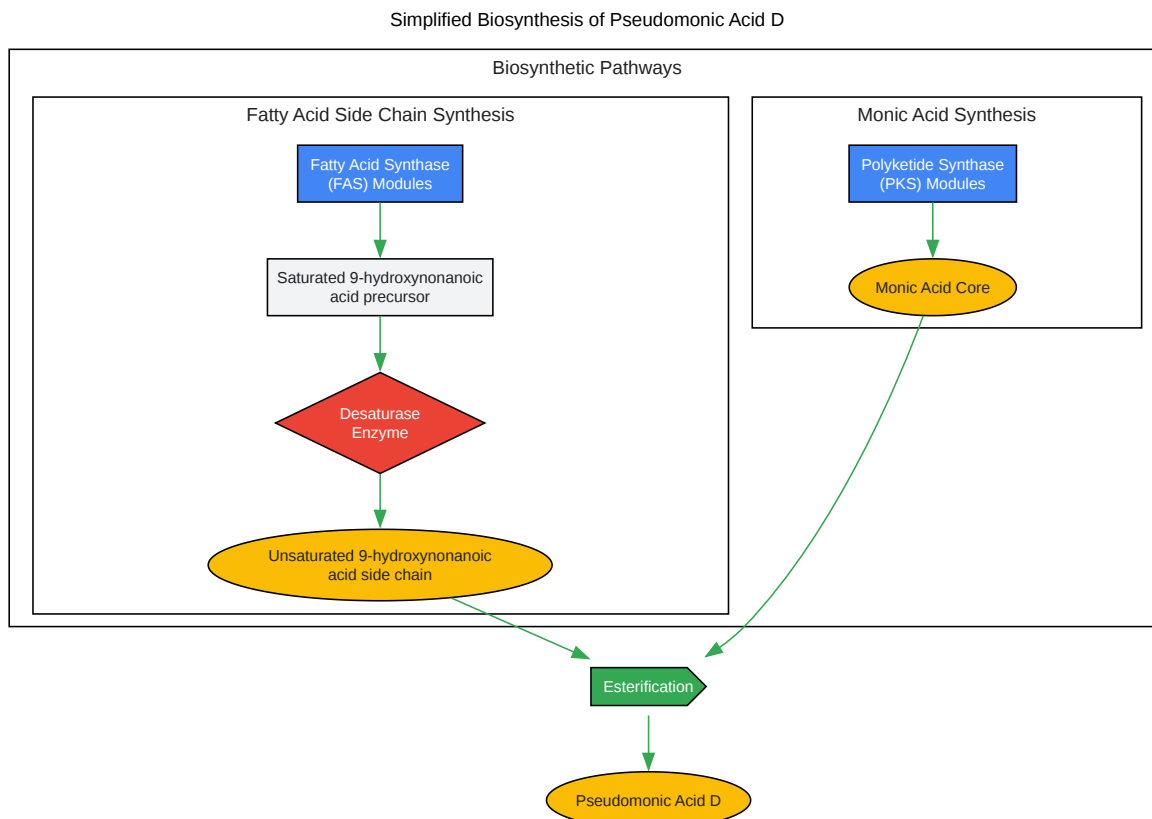 Simplified Biosynthesis of Pseudomonic Acid D
Biosynthetic Pathways
Fatty Acid Side Chain Synthesis
Fatty Acid Synthase
(FAS) Modules
Saturated 9-hydroxynonanoic
acid precursor
Desaturase
Enzyme
Unsaturated 9-hydroxynonanoic
acid side chain
Monic Acid Synthesis
Polyketide Synthase
(PKS) Modules
Monic Acid Core
Esterification
Pseudomonic Acid D